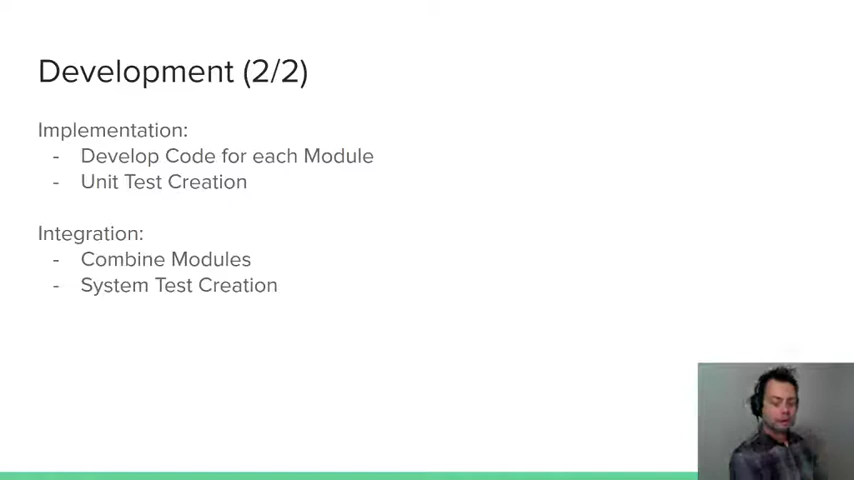 Development (2/2)
Implementation:
- Develop Code for each Module
- Unit Test Creation
Integration:
- Combine Modules
- System Test Creation